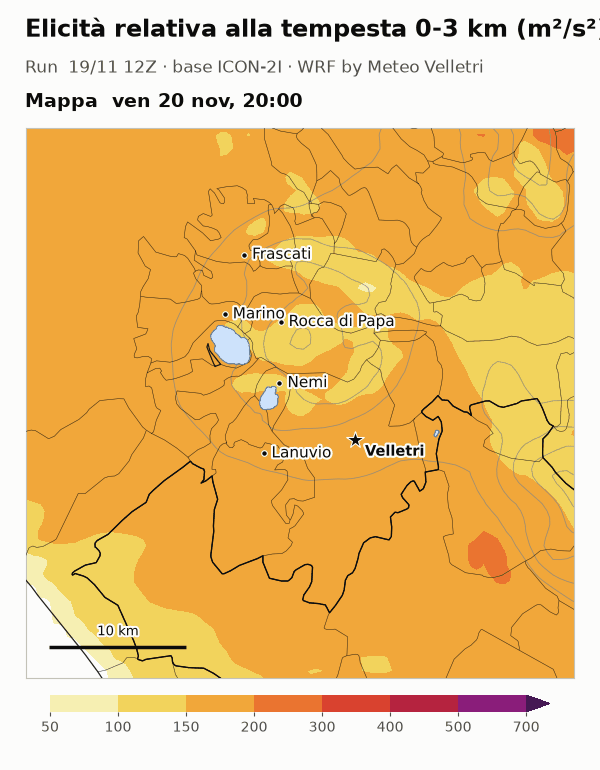 Elicità relativa alla tempesta 0-3 km (m²/s²)
Run 19/11 12Z · base ICON-2I · WRF by Meteo Velletri
Mappa ven 20 nov, 20:00
Frascati
Marino
Rocca di Papa
Nemi
Velletri
Lanuvio
10 km
50 100 150 200 300 400 500 700